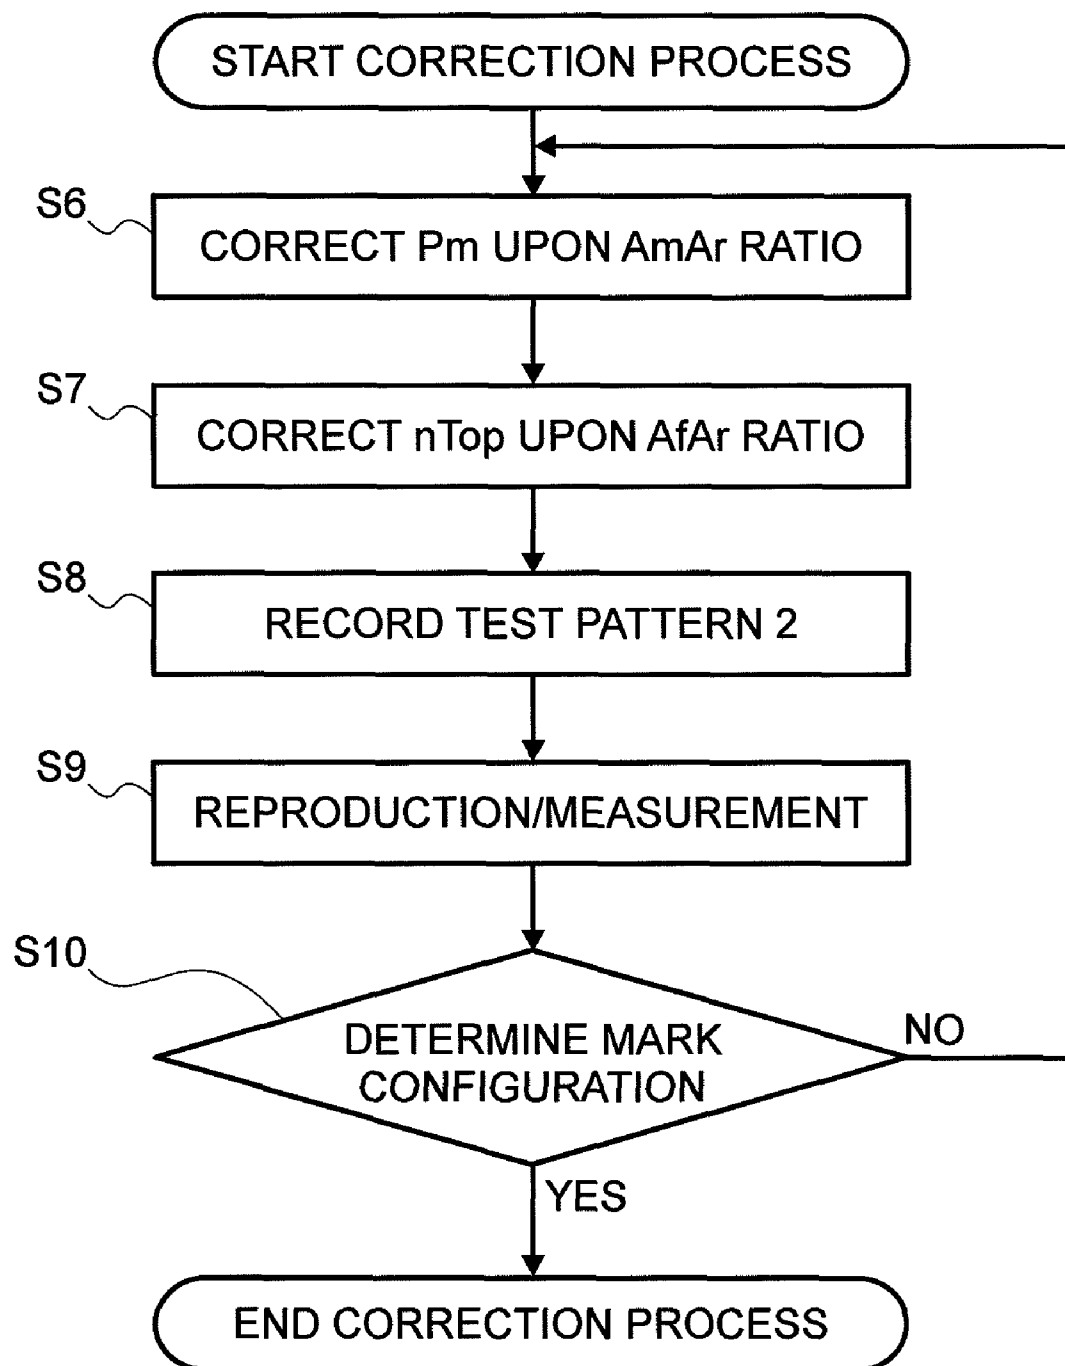 START CORRECTION PROCESS
S6
CORRECT Pm UPON AmAr RATIO
S7
CORRECT nTop UPON AfAr RATIO
S8
RECORD TEST PATTERN 2
S9
REPRODUCTION/MEASUREMENT
S10
DETERMINE MARK
CONFIGURATION
NO
YES
END CORRECTION PROCESS